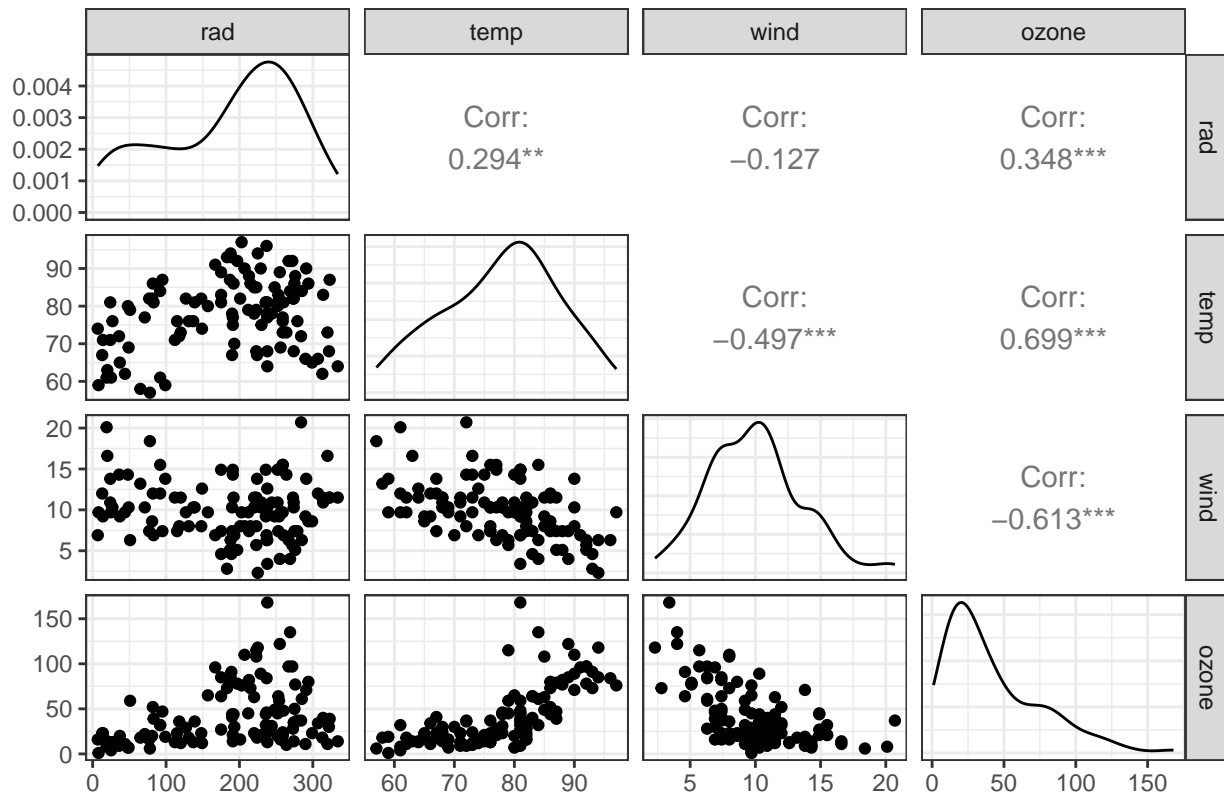 rad temp wind ozone
0.004
0.003
0.002
0.001
0.000
Corr:
0.294**
Corr:
−0.127
Corr:
0.348***
rad
90
80
70
60
Corr:
−0.497***
Corr:
0.699***
temp
20
15
10
5
Corr:
−0.613***
wind
150
100
50
0
ozone
0 100 200 300 60 70 80 90 5 10 15 20 0 50 100 150